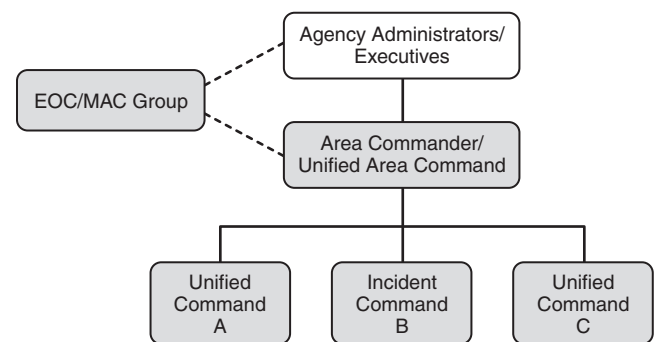 Agency Administrators/
Executives
EOC/MAC Group
Area Commander/
Unified Area Command
Unified
Command
A
Incident
Command
B
Unified
Command
C